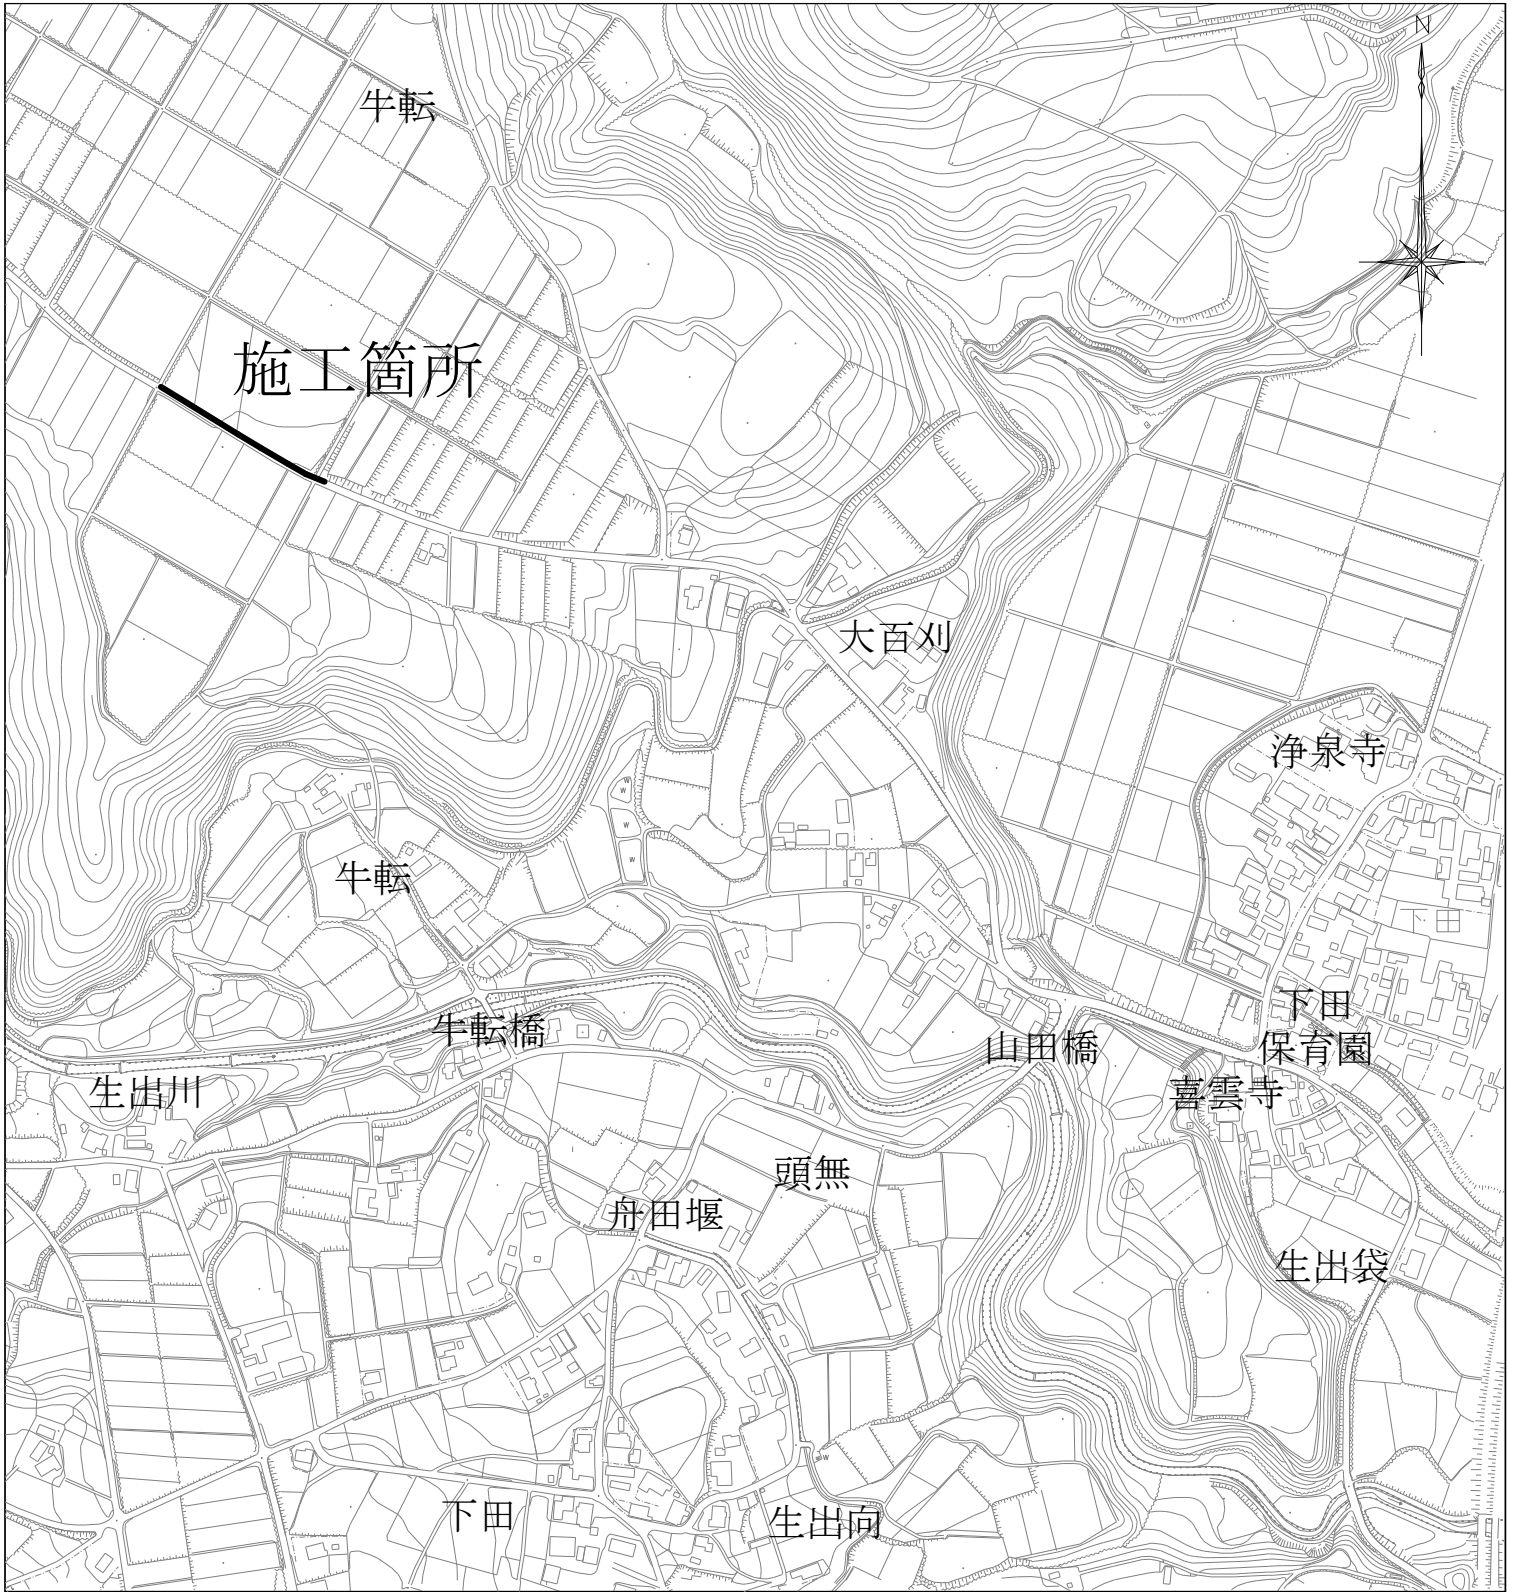 N
牛転
施工箇所
大百刈
浄泉寺
W
W
W
牛転
下田
保育園
牛転橋
山田橋
生出川
喜雲寺
頭無
舟田堰
生出袋
W
下田
生出向